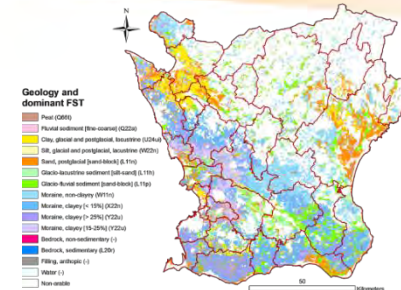 N
Geology and
dominant FST
Peat (Q66t)
Fluvial sediment [fine-coarse] (Q22u)
Clay, glacial and postglacial, lacustrine (U24u)
Silt, glacial and postglacial, lacustrine (W22n)
Sand, postglacial [sand-block] (L11n)
Glacio-lacustrine sediment [silt-sand] (L11h)
Glacio-fluvial sediment [sand-block] (L11p)
Moraine, non-clayey (W11n)
Moraine, clayey [< 15%] (X22n)
Moraine, clayey [> 25%] (Y22u)
Moraine, clayey [15-25%] (Y22u)
Bedrock, non-sedimentary (-)
Bedrock, sedimentary (L20r)
Filling, anthopic (-)
Water (-)
Non-arable
50
Kilometers